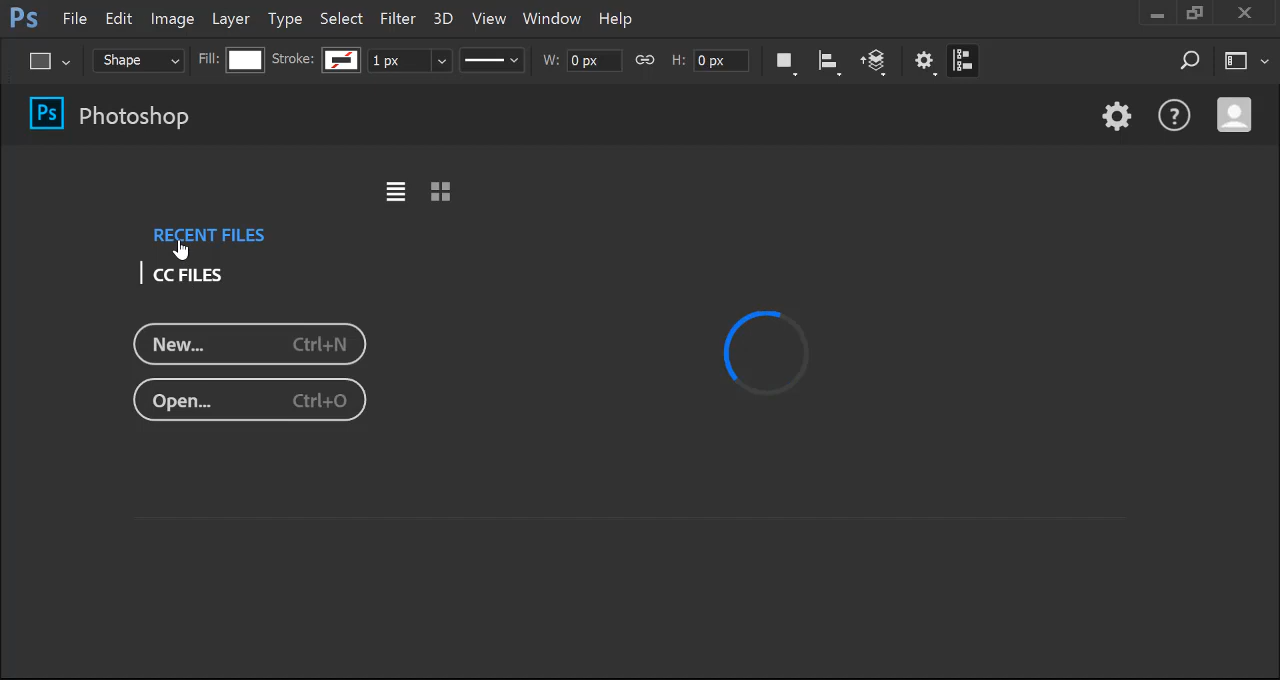 Ps File Edit Image Layer Type Select Filter 3D View Window Help
Shape Fill: Stroke: 1 px W: 0 px H: 0 px
Ps Photoshop ?
RECENT FILES
CC FILES
New... Ctrl+N
Open... Ctrl+O